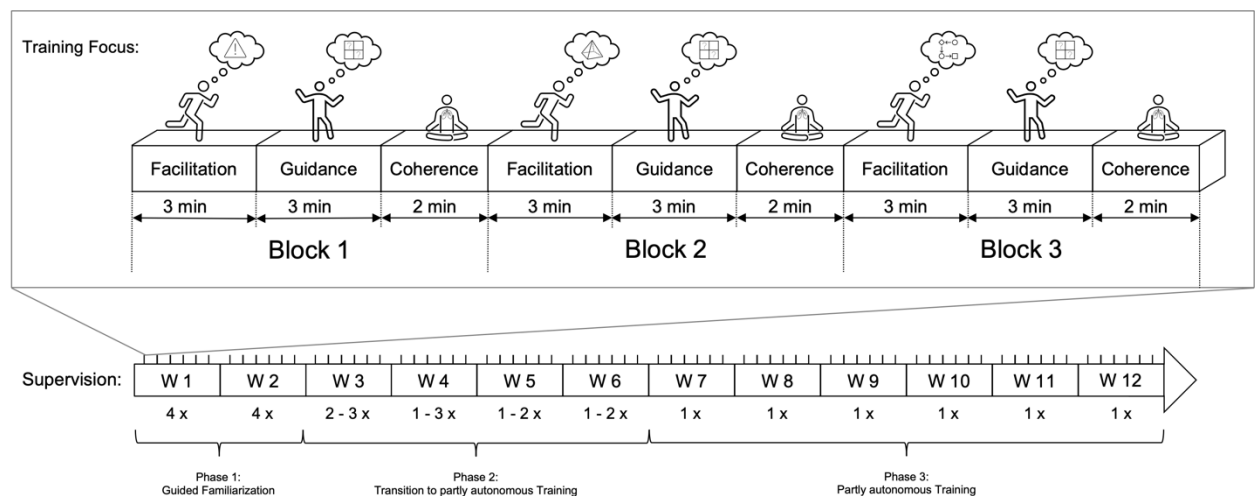 Training Focus:
Facilitation Guidance Coherence Facilitation Guidance Coherence Facilitation Guidance Coherence
3 min 3 min 2 min 3 min 3 min 2 min 3 min 3 min 2 min
Block 1 Block 2 Block 3
Supervision: W 1 W 2 W 3 W 4 W 5 W 6 W 7 W 8 W 9 W 10 W 11 W 12
4 x 4 x 2 - 3 x 1 - 3 x 1 - 2 x 1 - 2 x 1 x 1 x 1 x 1 x 1 x 1 x
Phase 1: Phase 2: Phase 3:
Guided Familiarization Transition to partly autonomous Training Partly autonomous Training